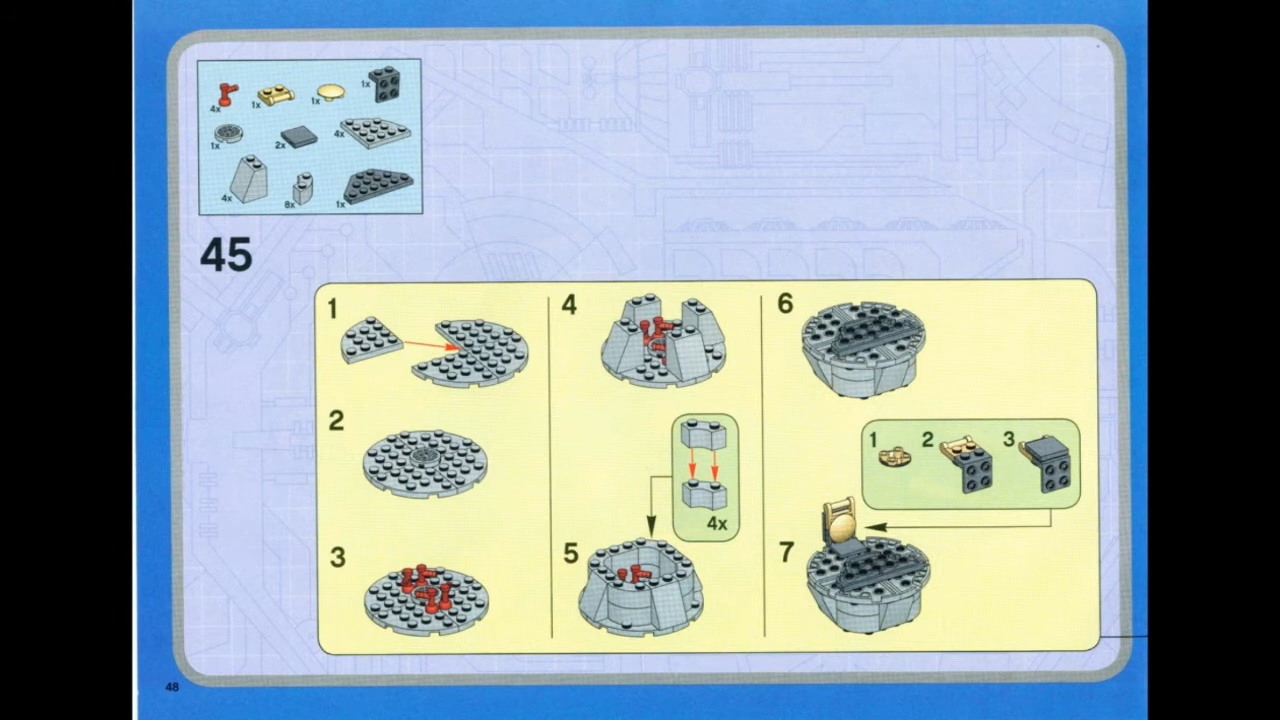 4x 1x 1x 1x
1x 2x 4x
4x 8x 1x
45
1 4 6
2
1 2 3
4x
3 5 7
48